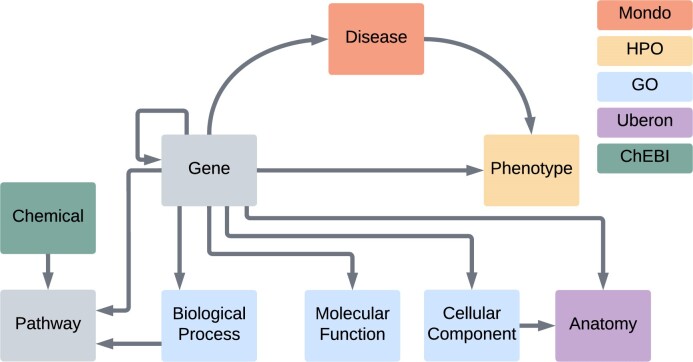 Mondo
Disease
HPO
GO
Uberon
ChEBI
Gene
Phenotype
Chemical
Pathway
Biological
Process
Molecular
Function
Cellular
Component
Anatomy